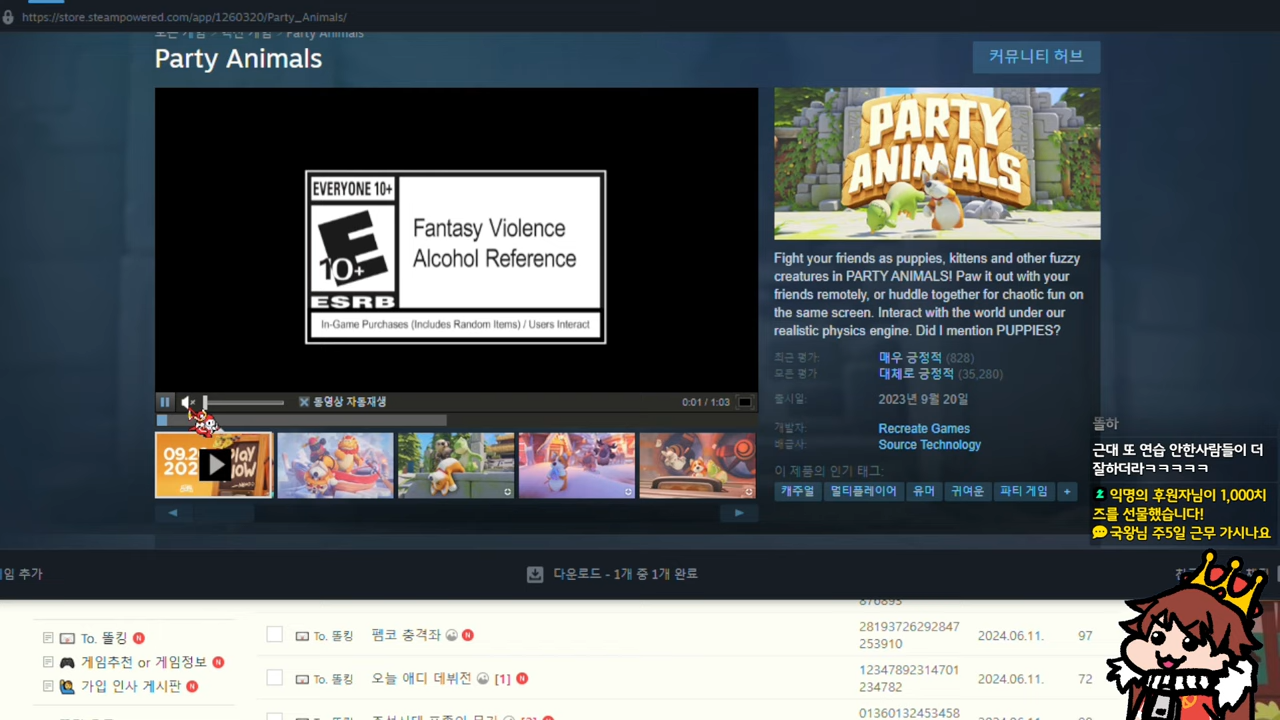 https://store.steampowered.com/app/1260320/Party_Animals/
모든 게임 > 액션 게임 > Party Animals
Party Animals
커뮤니티 허브
EVERYONE 10+
E
10+
ESRB
Fantasy Violence
Alcohol Reference
In-Game Purchases (Includes Random Items) / Users Interact
동영상 자동재생
0:01 / 1:03
PARTY
ANIMALS
Fight your friends as puppies, kittens and other fuzzy
creatures in PARTY ANIMALS! Paw it out with your
friends remotely, or huddle together for chaotic fun on
the same screen. Interact with the world under our
realistic physics engine. Did I mention PUPPIES?
최근 평가: 매우 긍정적 (828)
모든 평가: 대체로 긍정적 (35,280)
출시일: 2023년 9월 20일
개발자: Recreate Games
배급사: Source Technology
이 제품의 인기 태그:
캐주얼 멀티플레이어 유머 귀여운 파티 게임 +
똘하
근대 또 연습 안한사람들이 더
잘하더라ㅋㅋㅋㅋㅋ
익명의 후원자님이 1,000치
즈를 선물했습니다!
국왕님 주5일 근무 가시나요
임 추가
다운로드 - 1개 중 1개 완료
876895
To. 똘킹 N
게임추천 or 게임정보 N
가입 인사 게시판 N
To. 똘킹 펨코 충격좌 N 28193726292847
253910 2024.06.11. 97
To. 똘킹 오늘 애디 데뷔전 [1] N 12347892314701
234782 2024.06.11. 72
01360132453458